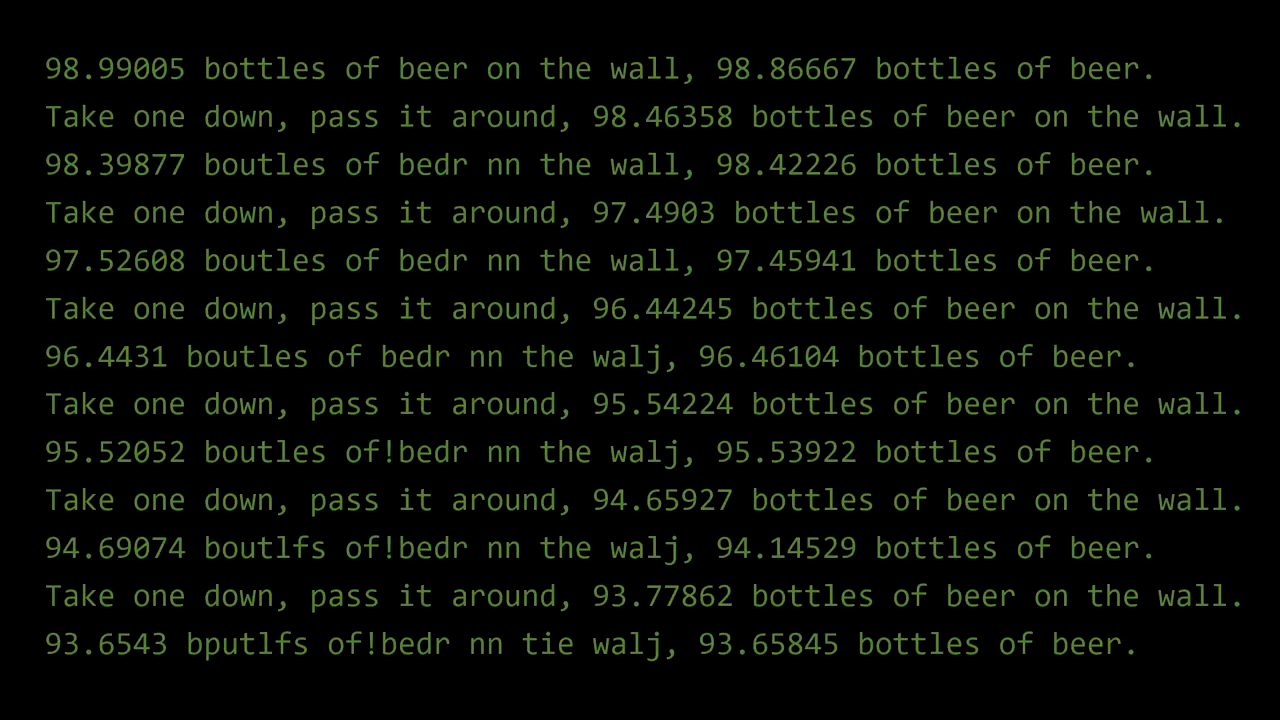 98.99005 bottles of beer on the wall, 98.86667 bottles of beer.
Take one down, pass it around, 98.46358 bottles of beer on the wall.
98.39877 boutles of bedr nn the wall, 98.42226 bottles of beer.
Take one down, pass it around, 97.4903 bottles of beer on the wall.
97.52608 boutles of bedr nn the wall, 97.45941 bottles of beer.
Take one down, pass it around, 96.44245 bottles of beer on the wall.
96.4431 boutles of bedr nn the walj, 96.46104 bottles of beer.
Take one down, pass it around, 95.54224 bottles of beer on the wall.
95.52052 boutles of!bedr nn the walj, 95.53922 bottles of beer.
Take one down, pass it around, 94.65927 bottles of beer on the wall.
94.69074 boutlfs of!bedr nn the walj, 94.14529 bottles of beer.
Take one down, pass it around, 93.77862 bottles of beer on the wall.
93.6543 bputlfs of!bedr nn tie walj, 93.65845 bottles of beer.